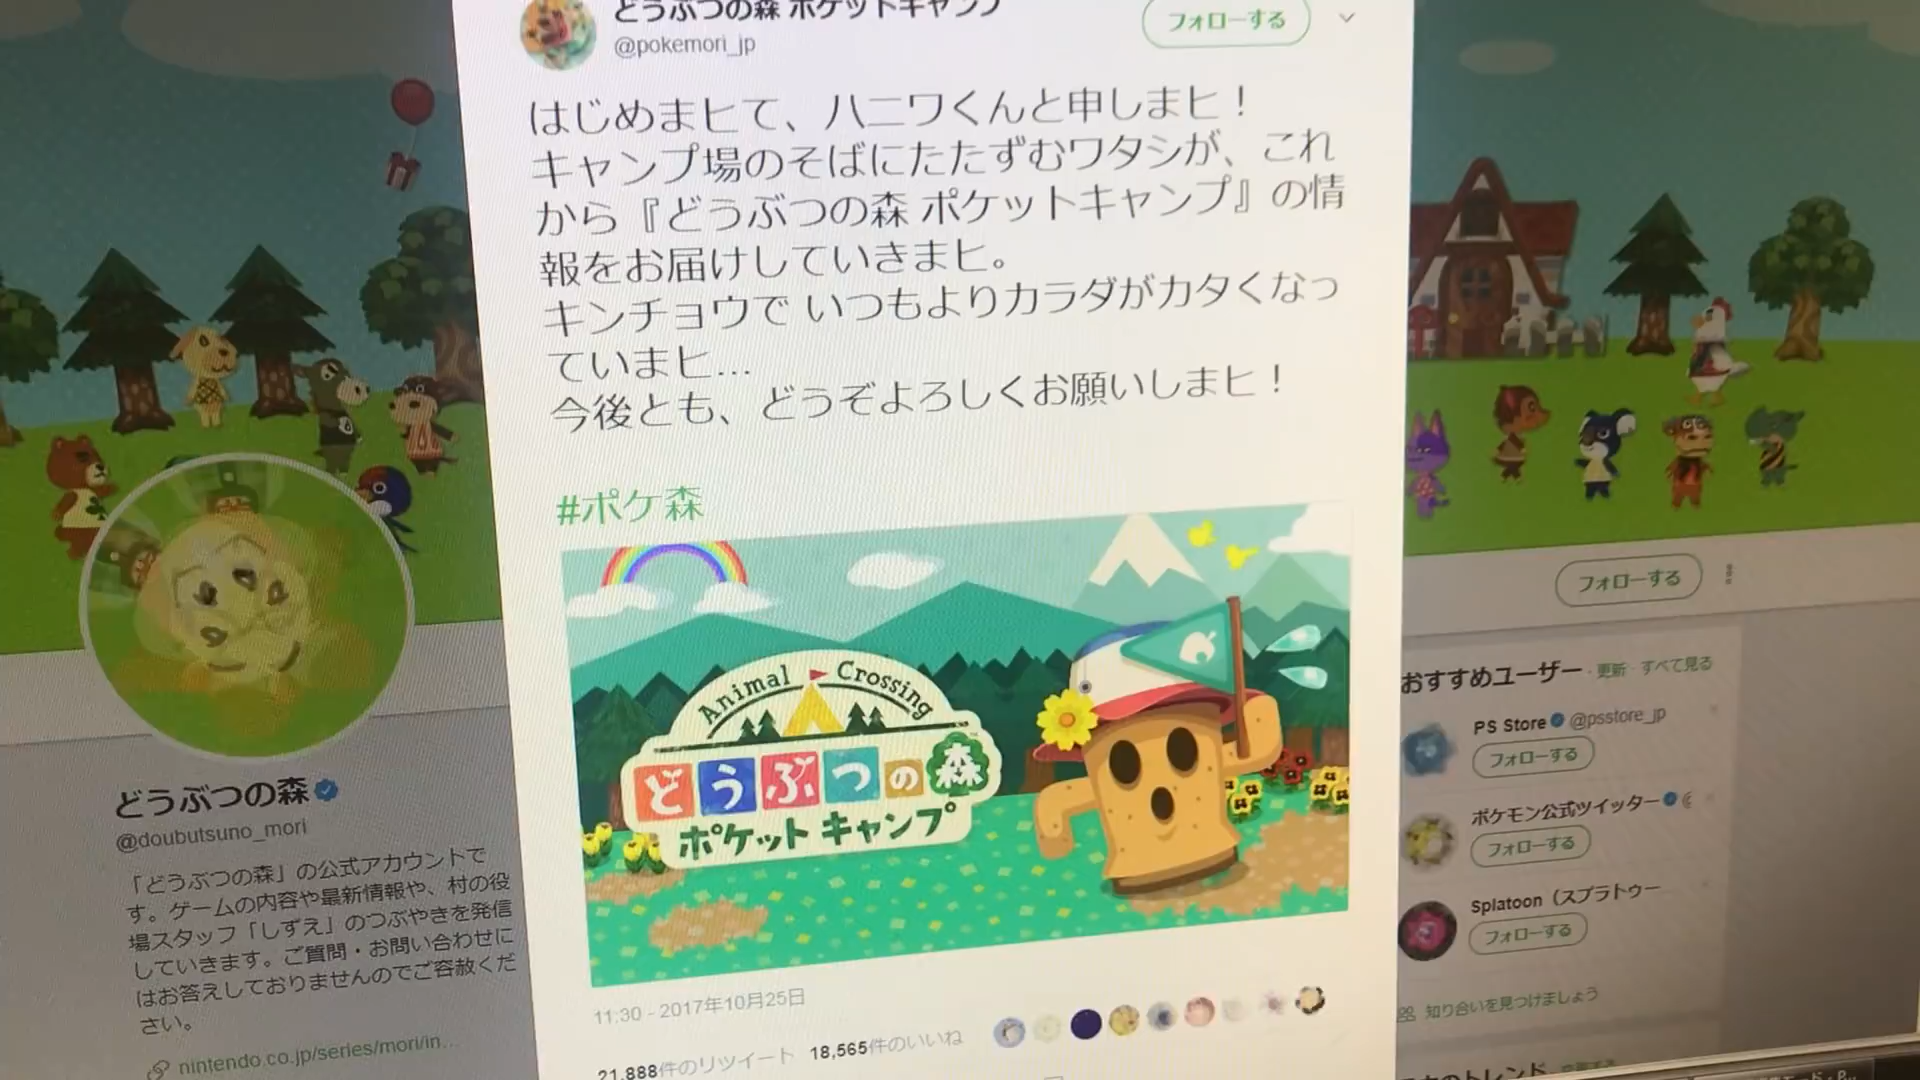 どうぶつの森 ポケットキャンプ
@pokemori_jp
フォローする
はじめまヒて、ハニワくんと申しまヒ！
キャンプ場のそばにたたずむワタシが、これ
から『どうぶつの森 ポケットキャンプ』の情
報をお届けしていきまヒ。
キンチョウで いつもよりカラダがカタくなっ
ていまヒ…
今後とも、どうぞよろしくお願いしまヒ！
#ポケ森
Animal Crossing
どうぶつの森
ポケット キャンプ
11:30 - 2017年10月25日
21,888件のリツイート 18,565件のいいね
どうぶつの森
@doubutsuno_mori
「どうぶつの森」の公式アカウントで
す。ゲームの内容や最新情報や、村の役
場スタッフ「しずえ」のつぶやきを発信
していきます。ご質問・お問い合わせに
はお答えしておりませんのでご容赦くだ
さい。
nintendo.co.jp/series/mori/in...
フォローする
おすすめユーザー · 更新 · すべて見る
PS Store @psstore_jp
フォローする
ポケモン公式ツイッター
フォローする
Splatoon（スプラトゥー
フォローする
知り合いを見つけましょう